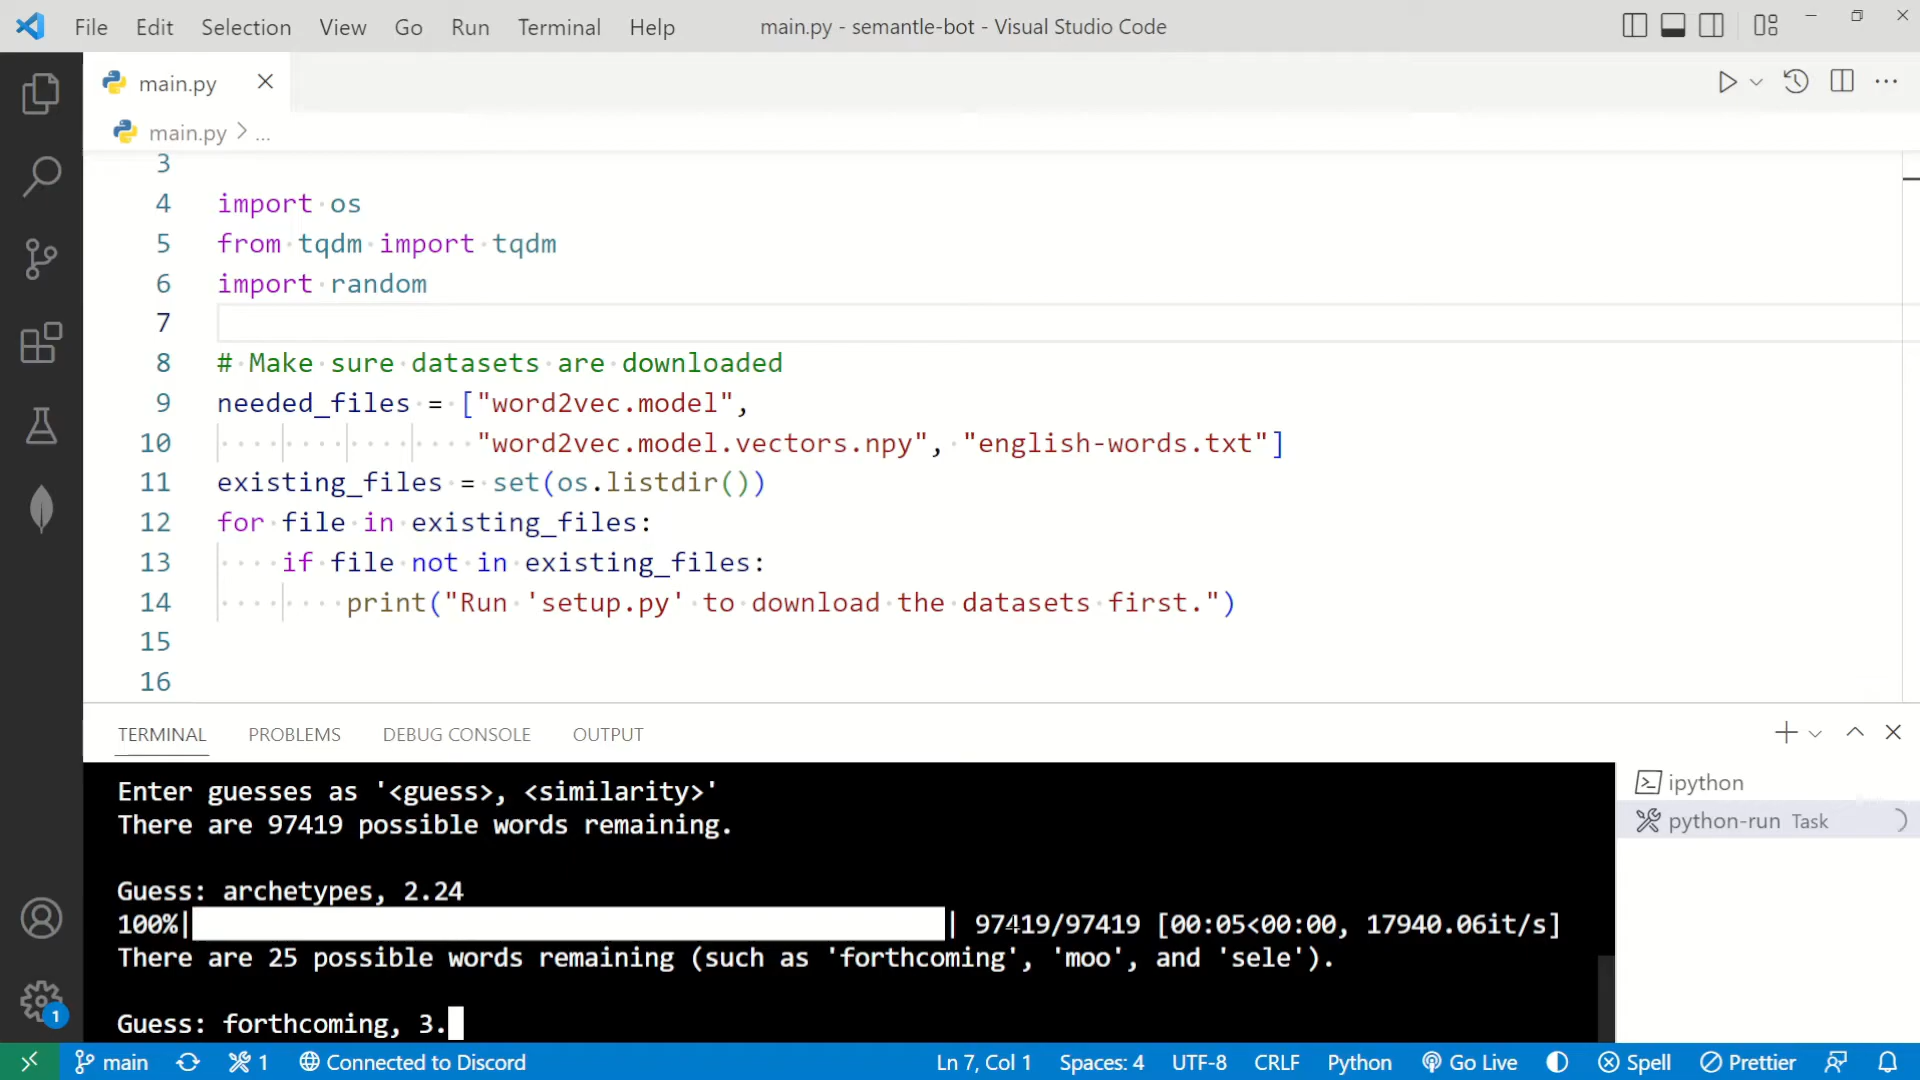 File Edit Selection View Go Run Terminal Help main.py - semantle-bot - Visual Studio Code
main.py
main.py > ...
3
4 import os
5 from tqdm import tqdm
6 import random
7
8 # Make sure datasets are downloaded
9 needed_files = ["word2vec.model",
10 "word2vec.model.vectors.npy", "english-words.txt"]
11 existing_files = set(os.listdir())
12 for file in existing_files:
13 if file not in existing_files:
14 print("Run 'setup.py' to download the datasets first.")
15
16
TERMINAL PROBLEMS DEBUG CONSOLE OUTPUT
Enter guesses as '<guess>, <similarity>'
There are 97419 possible words remaining.
Guess: archetypes, 2.24
100%| | 97419/97419 [00:05<00:00, 17940.06it/s]
There are 25 possible words remaining (such as 'forthcoming', 'moo', and 'sele').
Guess: forthcoming, 3.
ipython
python-run Task
1
main 1 Connected to Discord Ln 7, Col 1 Spaces: 4 UTF-8 CRLF Python Go Live Spell Prettier